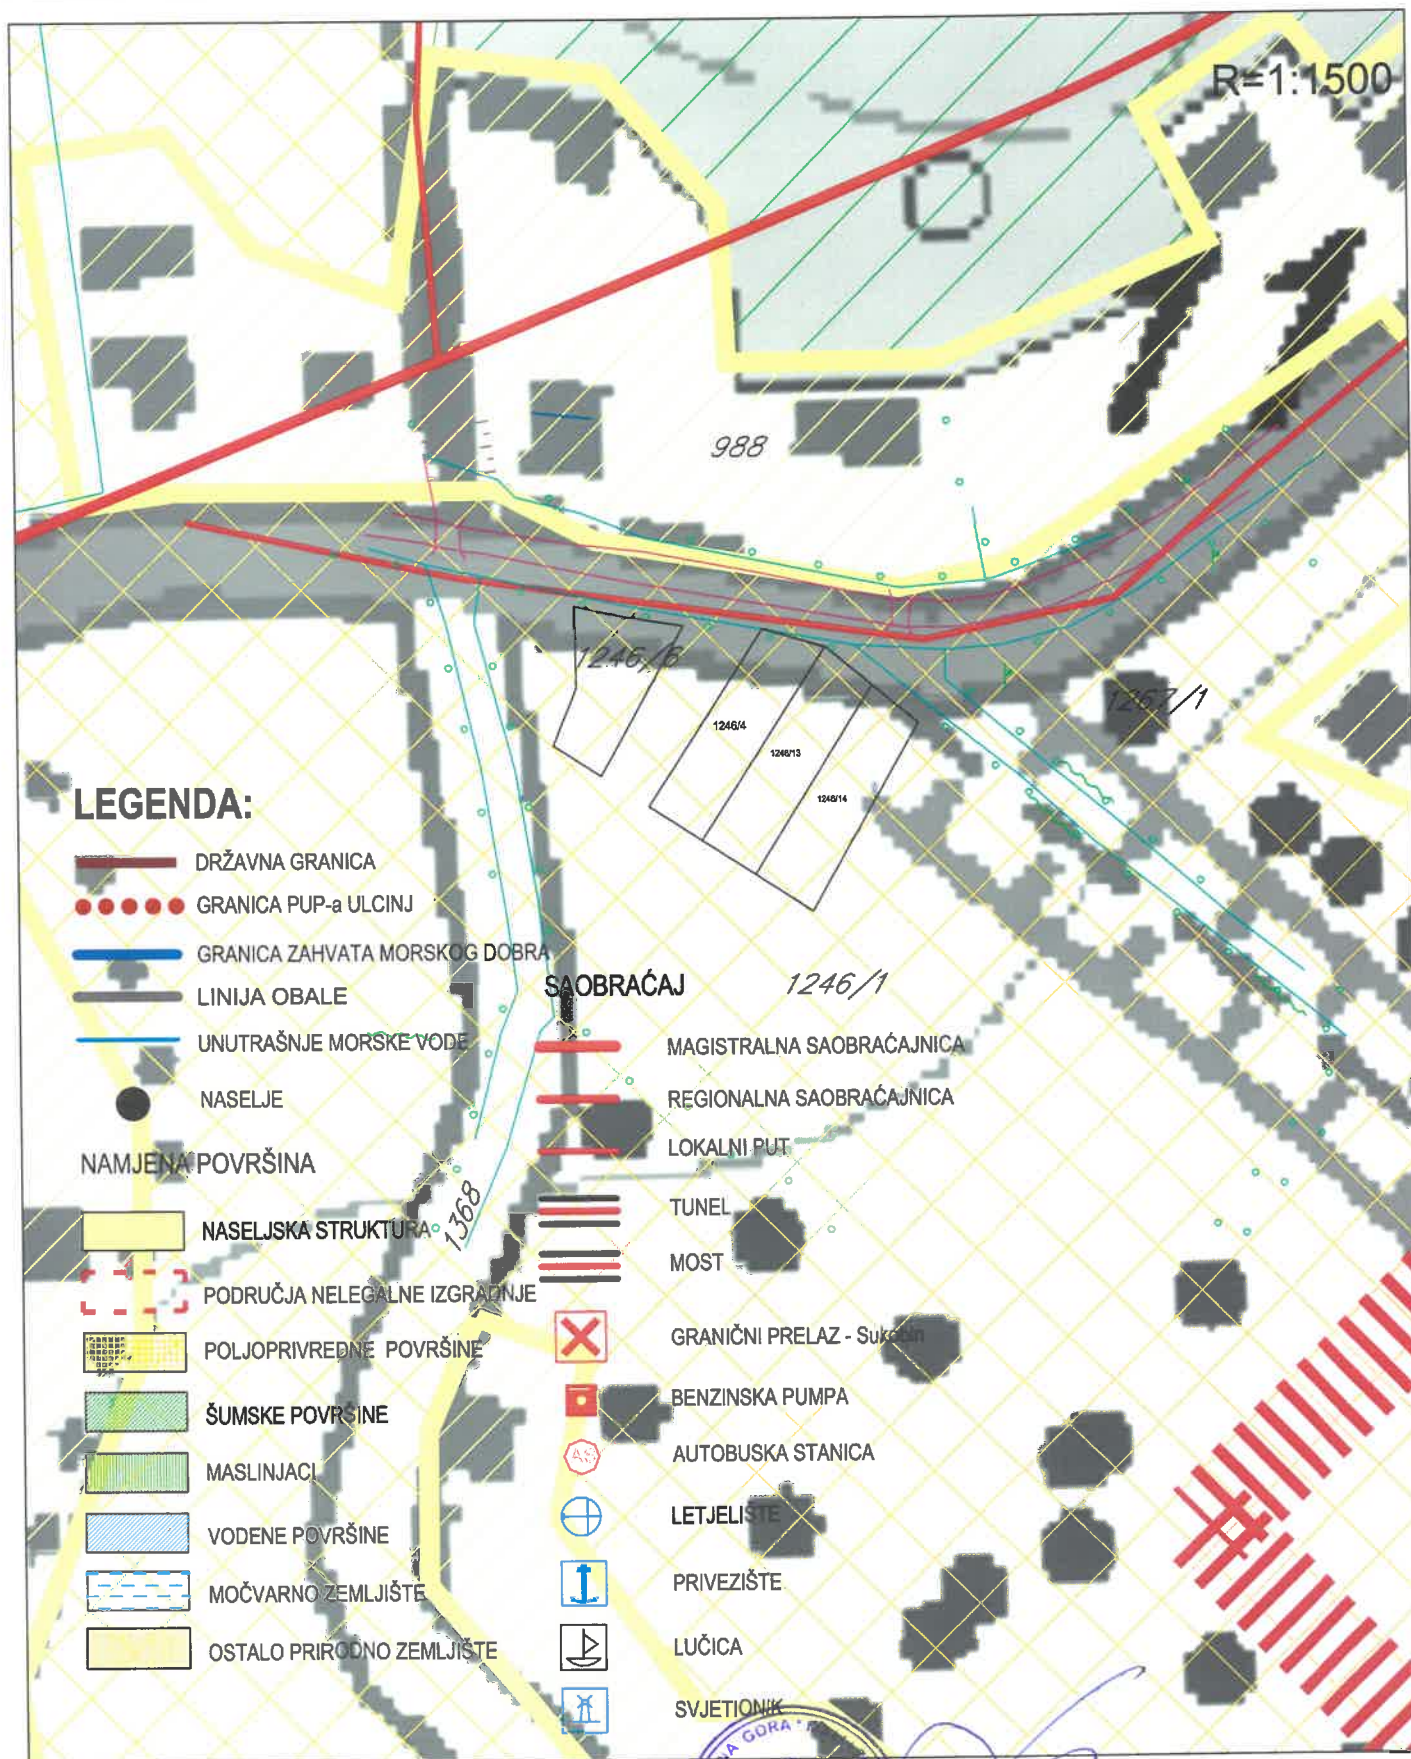 R=1:1500
988
1246/6
1246/4
1246/13
1246/14
1267/1
LEGENDA:
DRŽAVNA GRANICA
GRANICA PUP-a ULCINJ
GRANICA ZAHVATA MORSKOG DOBRA
LINIJA OBALE
UNUTRAŠNJE MORSKE VODE
NASELJE
NAMJENA POVRŠINA
NASELJSKA STRUKTURA
PODRUČJA NELEGALNE IZGRADNJE
POLJOPRIVREDNE POVRŠINE
ŠUMSKE POVRŠINE
MASLINJACI
VODENE POVRŠINE
MOČVARNO ZEMLJIŠTE
OSTALO PRIRODNO ZEMLJIŠTE
1368
1246/1
SAOBRAĆAJ
MAGISTRALNA SAOBRAĆAJNICA
REGIONALNA SAOBRAĆAJNICA
LOKALNI PUT
TUNEL
MOST
GRANIČNI PRELAZ - Sukobin
BENZINSKA PUMPA
AS
AUTOBUSKA STANICA
LETJELIŠTE
PRIVEZIŠTE
LUČICA
SVJETIONIK
GORA